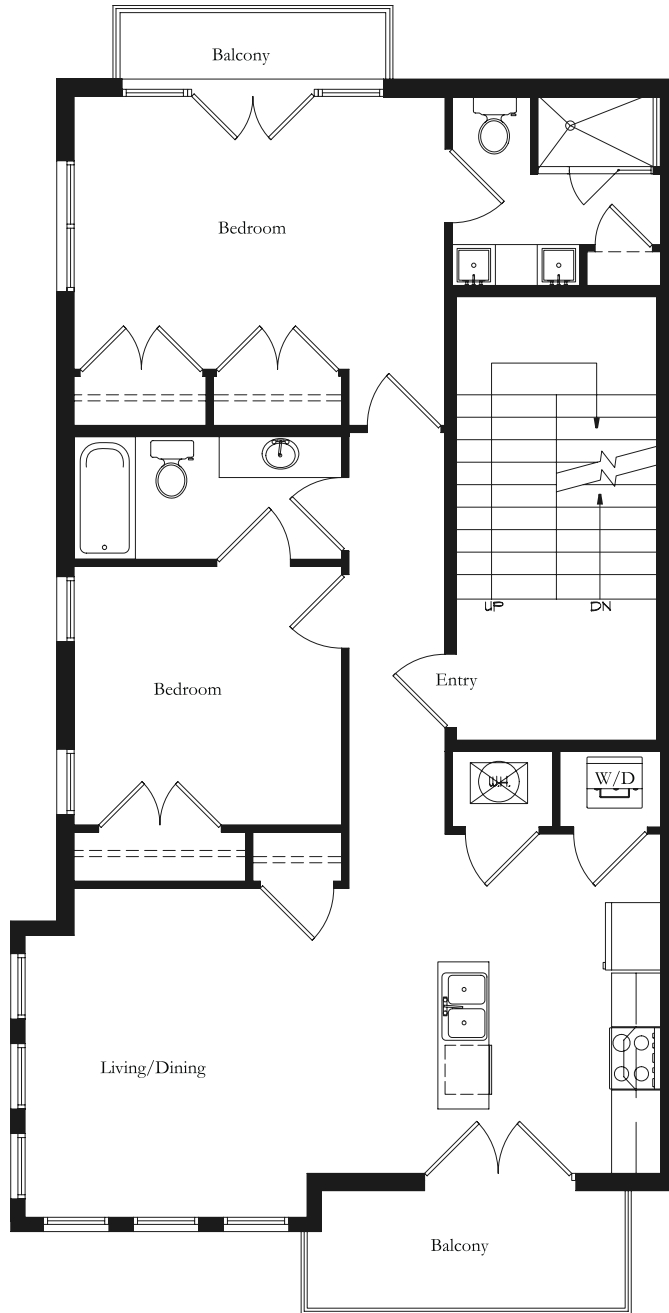 Balcony
Bedroom
UP
DN
Entry
Bedroom
W.H.
W/D
Living/Dining
Balcony